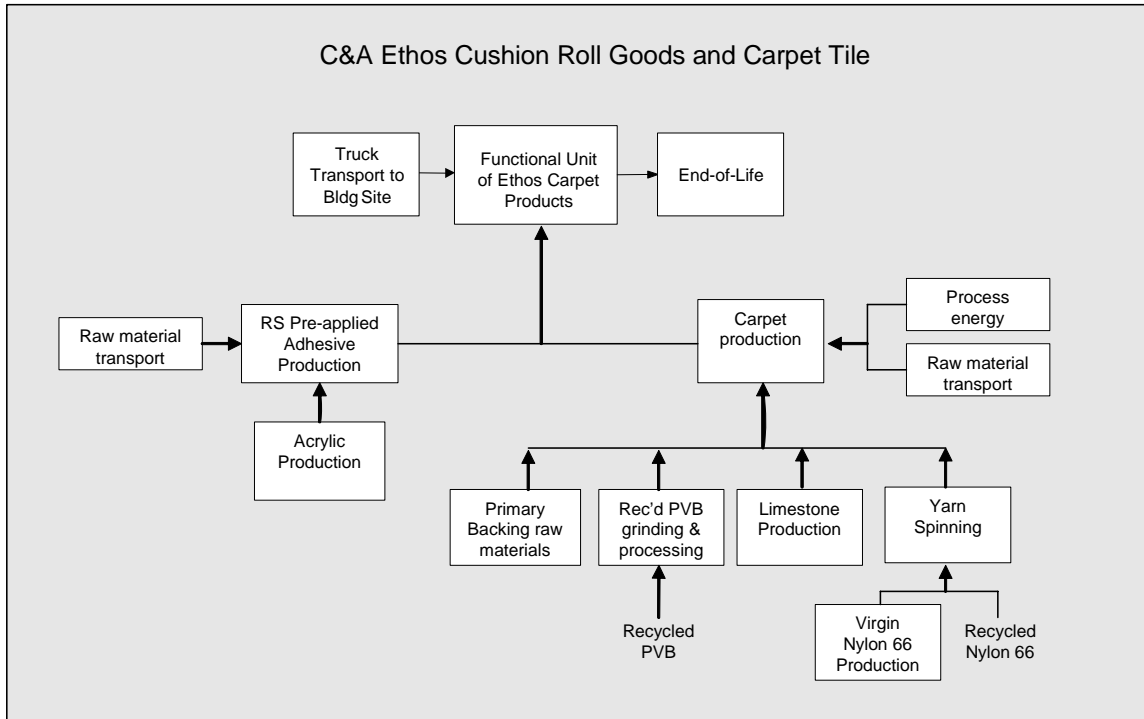 C&A Ethos Cushion Roll Goods and Carpet Tile
Truck
Transport to
Bldg Site
Functional Unit
of Ethos Carpet
Products
End-of-Life
Raw material
transport
RS Pre-applied
Adhesive
Production
Carpet
production
Process
energy
Raw material
transport
Acrylic
Production
Primary
Backing raw
materials
Rec'd PVB
grinding &
processing
Limestone
Production
Yarn
Spinning
Recycled
PVB
Virgin
Nylon 66
Production
Recycled
Nylon 66